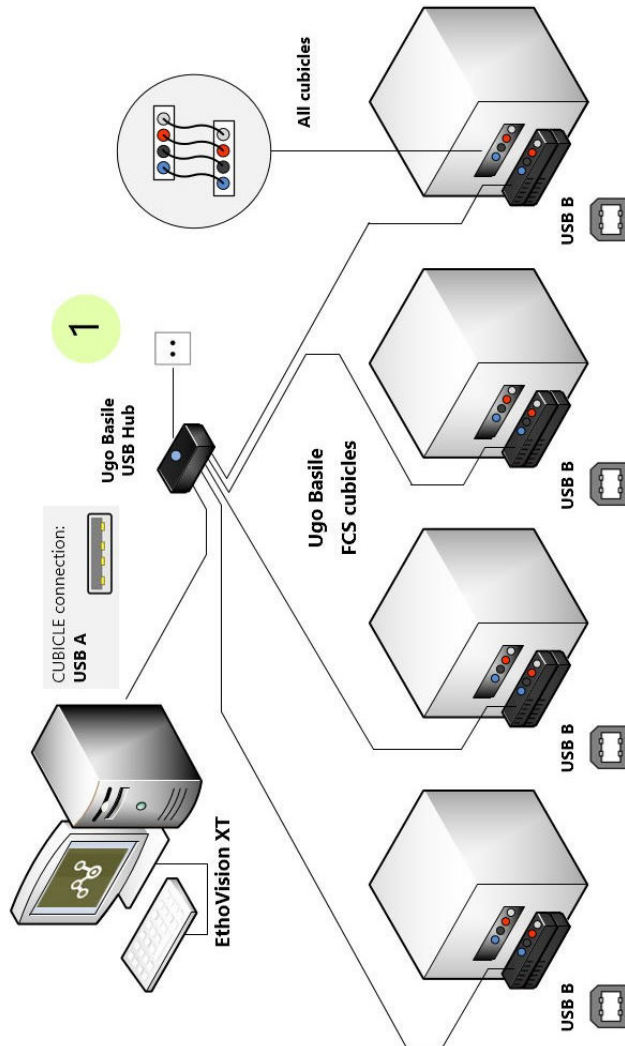 1
CUBICLE connection:
USB A
Ugo Basile
USB Hub
All cubicles
EthoVision XT
Ugo Basile
FCS cubicles
USB B
USB B
USB B
USB B